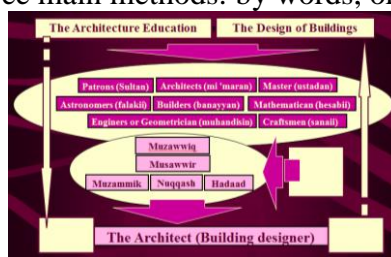 ee main methods: by words, or
The Architecture Education The Design of Buildings
Patrons (Sultan) Architects (mi 'maran) Master (ustadan)
Astronomers (falakii) Builders (banayyan) Mathematican (hesabii)
Enginers or Geometrician (muhandisin) Craftsmen (sanaii)
Muzawwiq
Musawwir
Muzammik Nuqqash Hadaad
The Architect (Building designer)